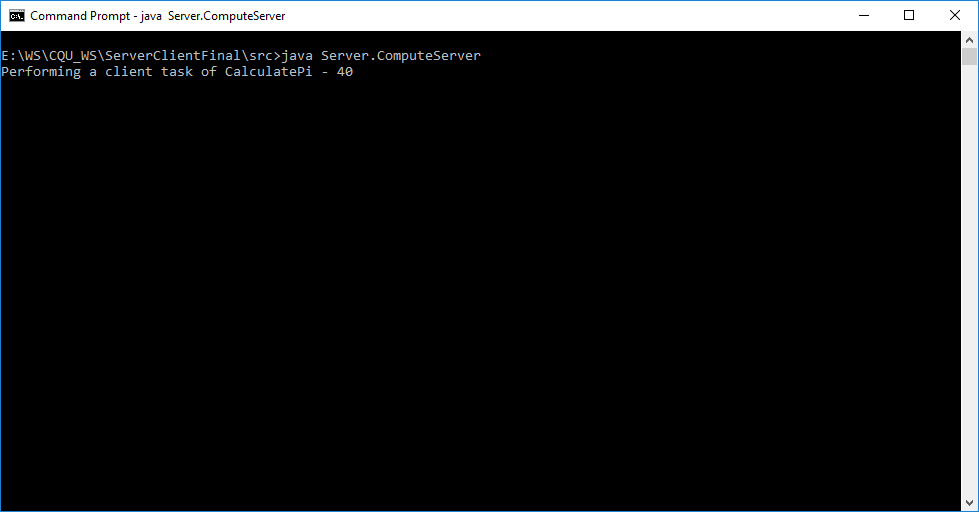 Command Prompt - java  Server.ComputeServer
E:\WS\CQU_WS\ServerClientFinal\src>java Server.ComputeServer
Performing a client task of CalculatePi - 40